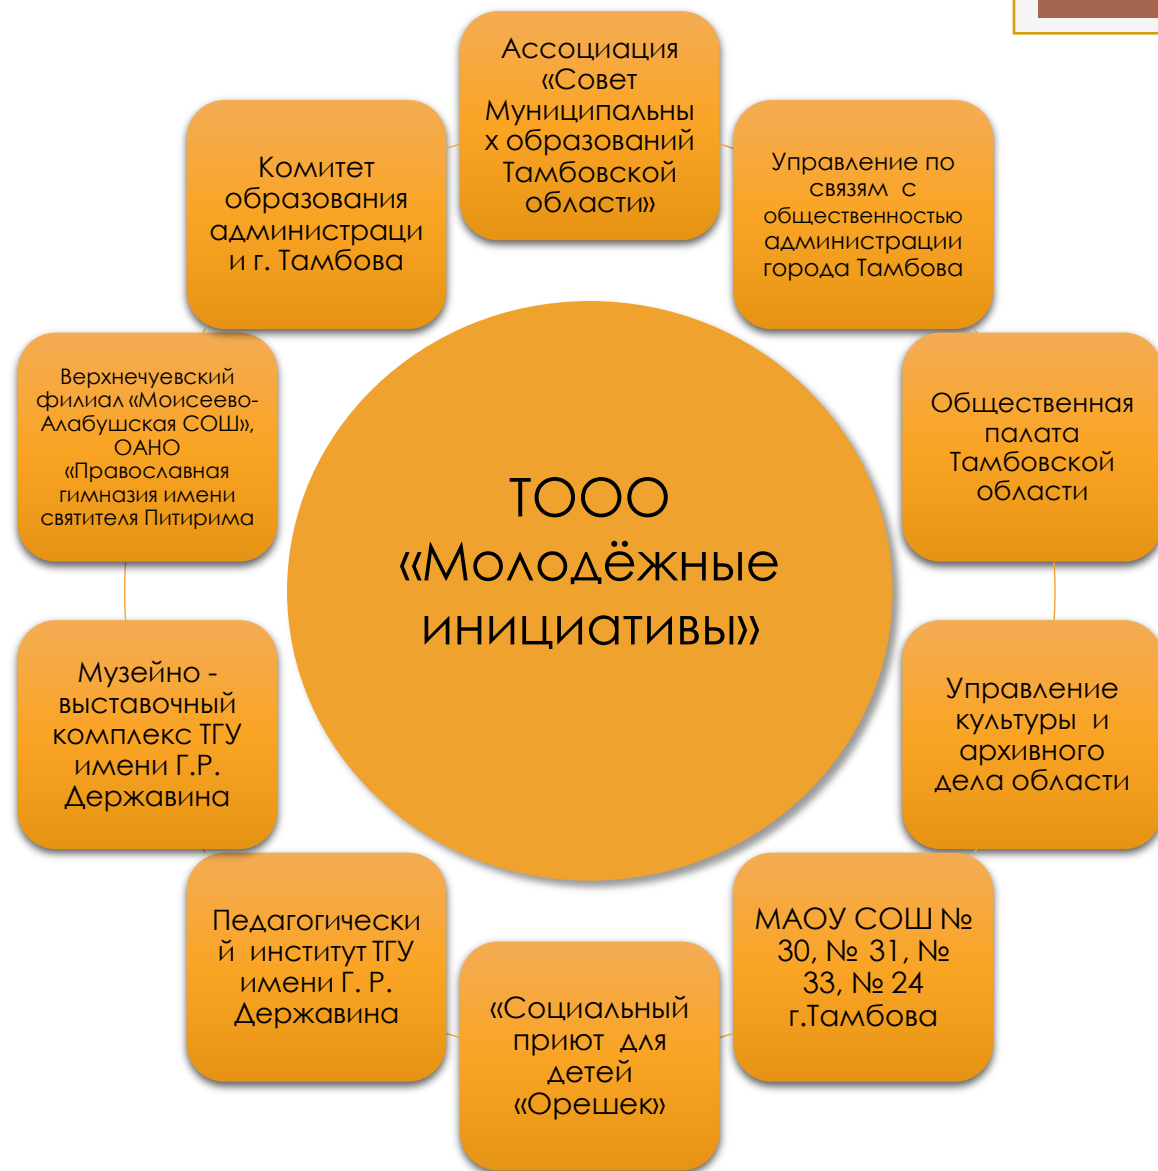 Ассоциация
«Совет
Муниципальны
х образований
Тамбовской
области»
Управление по
связям с
общественностью
администрации
города Тамбова
Общественная
палата
Тамбовской
области
Управление
культуры и
архивного
дела области
МАОУ СОШ №
30, № 31, №
33, № 24
г.Тамбова
«Социальный
приют для
детей
«Орешек»
Педагогически
й институт ТГУ
имени Г. Р.
Державина
Музейно -
выставочный
комплекс ТГУ
имени Г.Р.
Державина
Верхнечуевский
филиал «Моисеево-
Алабушская СОШ»,
ОАНО
«Православная
гимназия имени
святителя Питирима
Комитет
образования
администраци
и г. Тамбова
ТООО
«Молодёжные
инициативы»